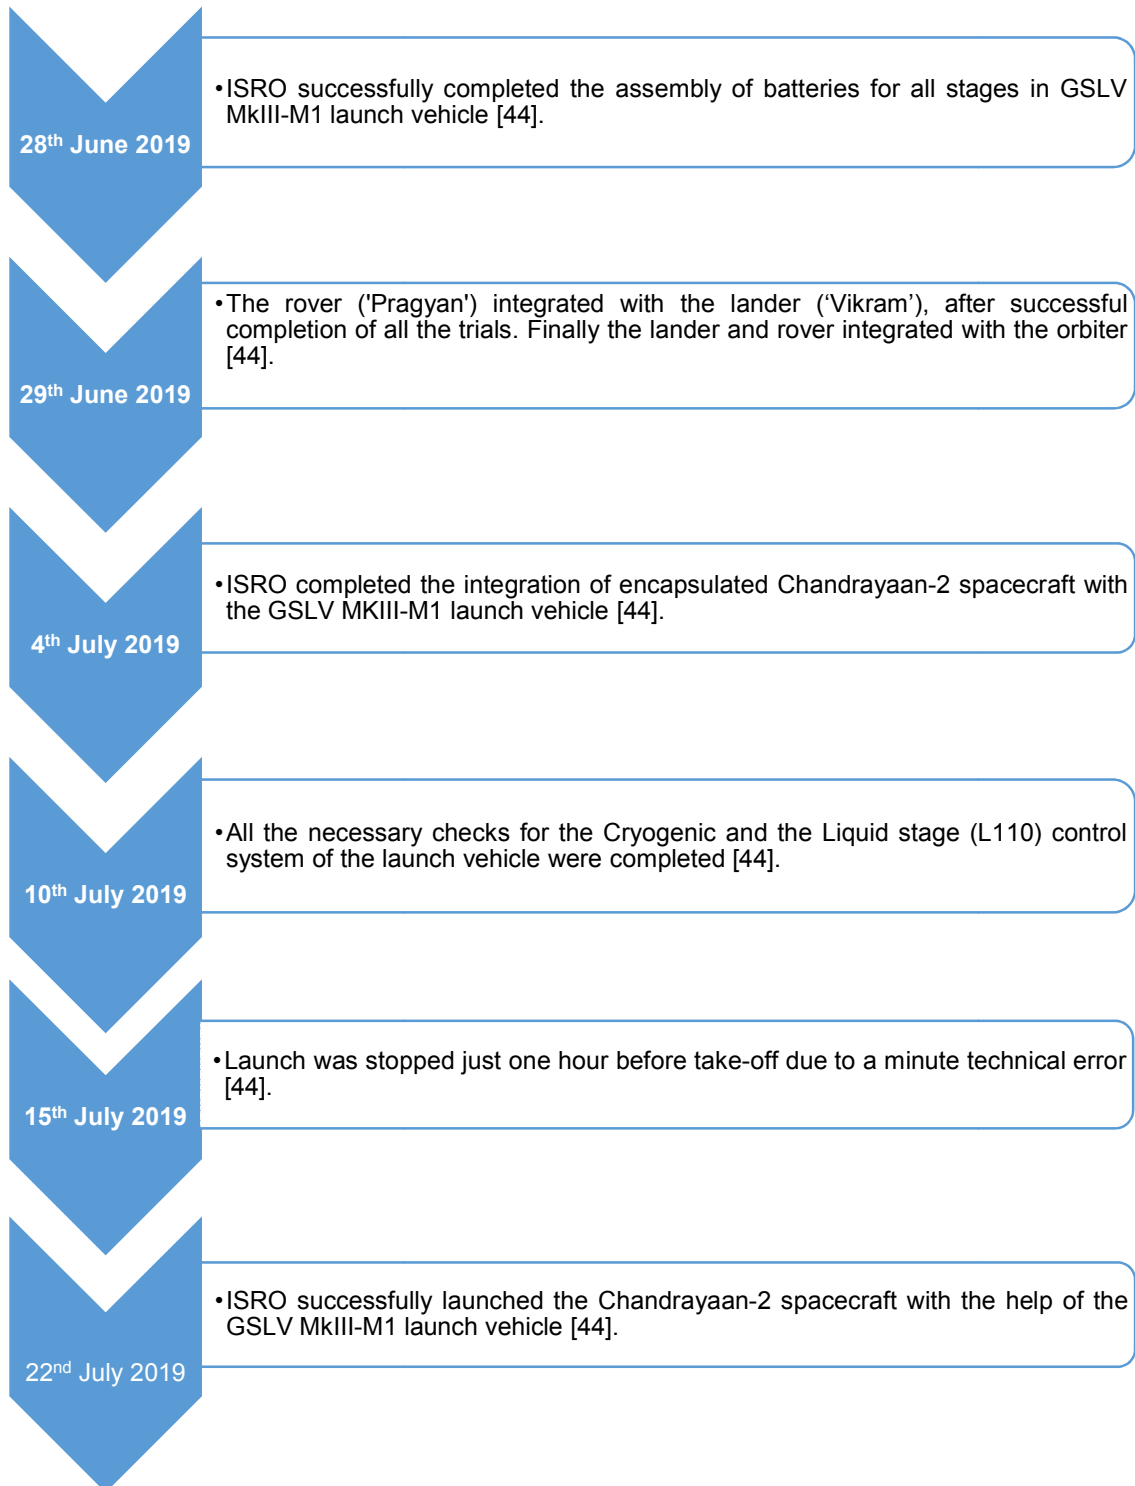 28th June 2019
•ISRO successfully completed the assembly of batteries for all stages in GSLV
MkIII-M1 launch vehicle [44].
29th June 2019
•The rover ('Pragyan') integrated with the lander (‘Vikram’), after successful
completion of all the trials. Finally the lander and rover integrated with the orbiter
[44].
4th July 2019
•ISRO completed the integration of encapsulated Chandrayaan-2 spacecraft with
the GSLV MKIII-M1 launch vehicle [44].
10th July 2019
•All the necessary checks for the Cryogenic and the Liquid stage (L110) control
system of the launch vehicle were completed [44].
15th July 2019
•Launch was stopped just one hour before take-off due to a minute technical error
[44].
22nd July 2019
•ISRO successfully launched the Chandrayaan-2 spacecraft with the help of the
GSLV MkIII-M1 launch vehicle [44].